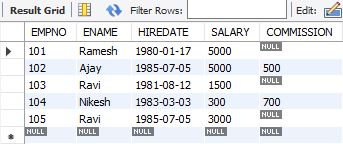 Result Grid Filter Rows: Edit:
EMPNO ENAME HIREDATE SALARY COMMISSION
101 Ramesh 1980-01-17 5000 NULL
102 Ajay 1985-07-05 5000 500
103 Ravi 1981-08-12 1500 NULL
104 Nikesh 1983-03-03 300 700
105 Ravi 1985-07-05 3000 NULL
NULL NULL NULL NULL NULL